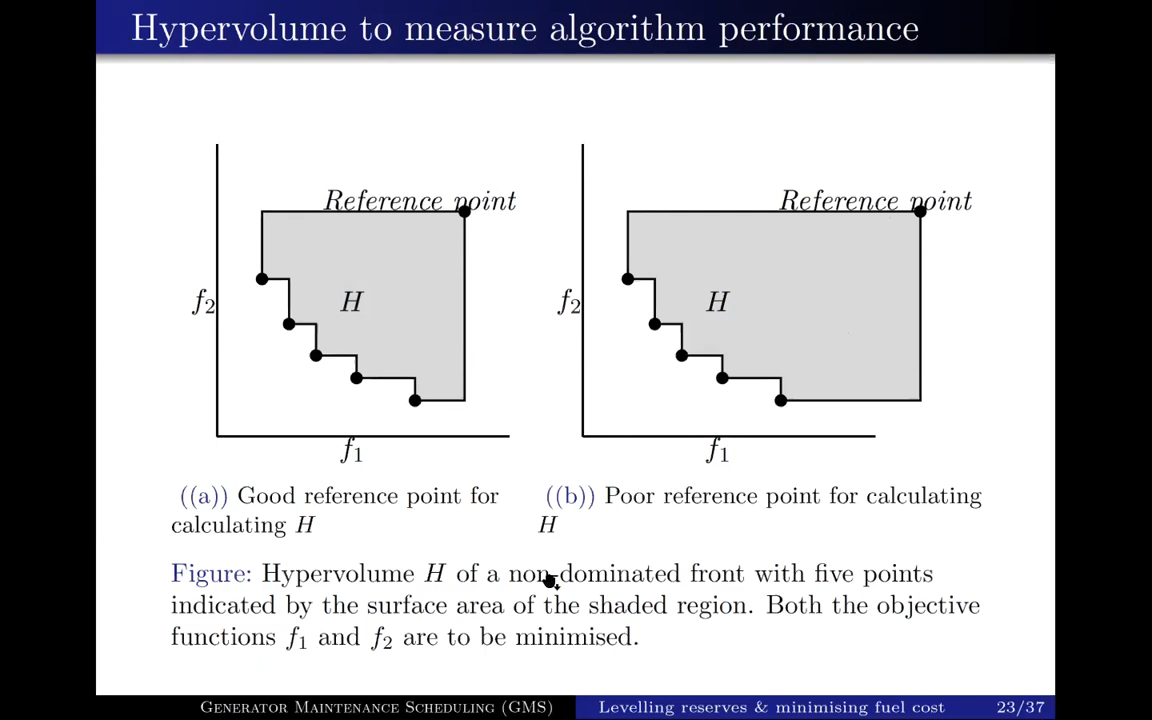 Hypervolume to measure algorithm performance
Reference point
f2
H
f1
((a)) Good reference point for
calculating H
Reference point
f2
H
f1
((b)) Poor reference point for calculating
H
Figure: Hypervolume H of a non-dominated front with five points
indicated by the surface area of the shaded region. Both the objective
functions f1 and f2 are to be minimised.
Generator Maintenance Scheduling (GMS)
Levelling reserves & minimising fuel cost
23/37